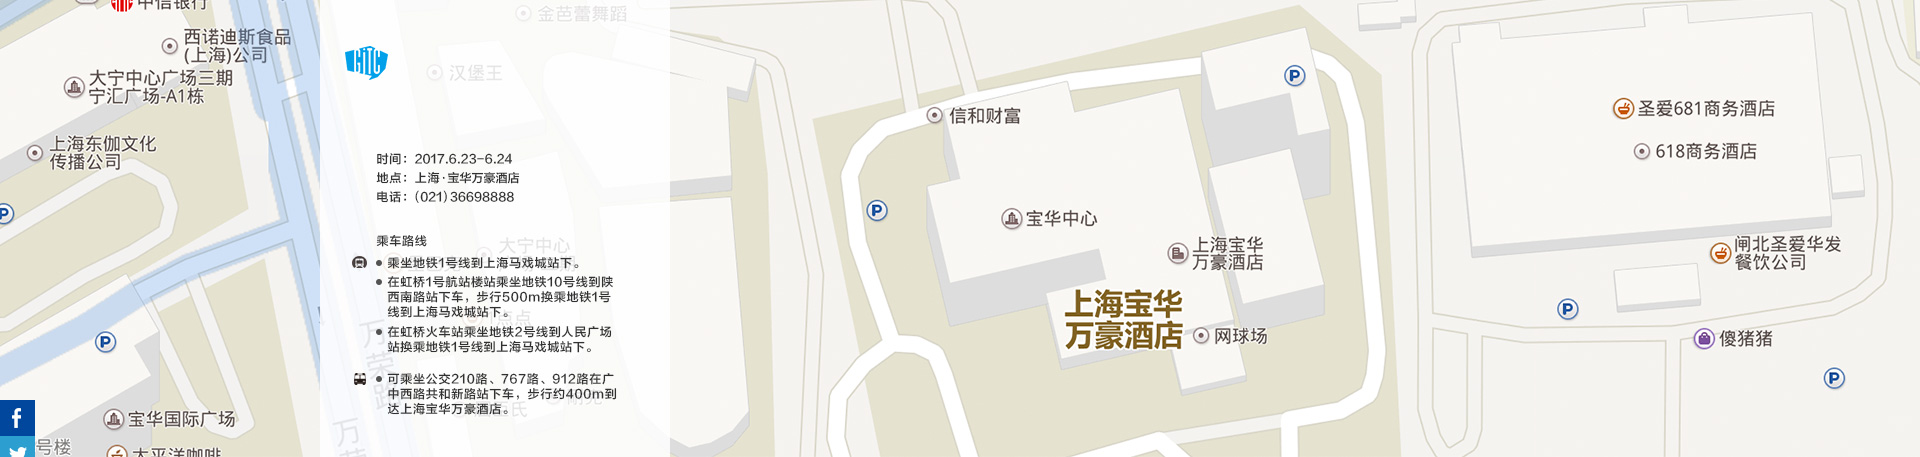 中信银行
西诺迪斯食品
(上海)公司
大宁中心广场三期
宁汇广场-A1栋
上海东伽文化
传播公司
P
P
宝华国际广场
号楼
太平洋咖啡
f
金芭蕾舞蹈
GITC
汉堡王
时间：2017.6.23-6.24
地点：上海·宝华万豪酒店
电话：(021)36698888
乘车路线
大宁中心
乘坐地铁1号线到上海马戏城站下。
在虹桥1号航站楼站乘坐地铁10号线到陕
西南路站下车，步行500m换乘地铁1号
线到上海马戏城站下。
在虹桥火车站乘坐地铁2号线到人民广场
站换乘地铁1号线到上海马戏城站下。
可乘坐公交210路、767路、912路在广
中西路共和新路站下车，步行约400m到
达上海宝华万豪酒店。
万荣路
万荣
信和财富
P
P
宝华中心
上海宝华
万豪酒店
上海宝华
万豪酒店
网球场
圣爱681商务酒店
618商务酒店
闸北圣爱华发
餐饮公司
P
傻猪猪
P